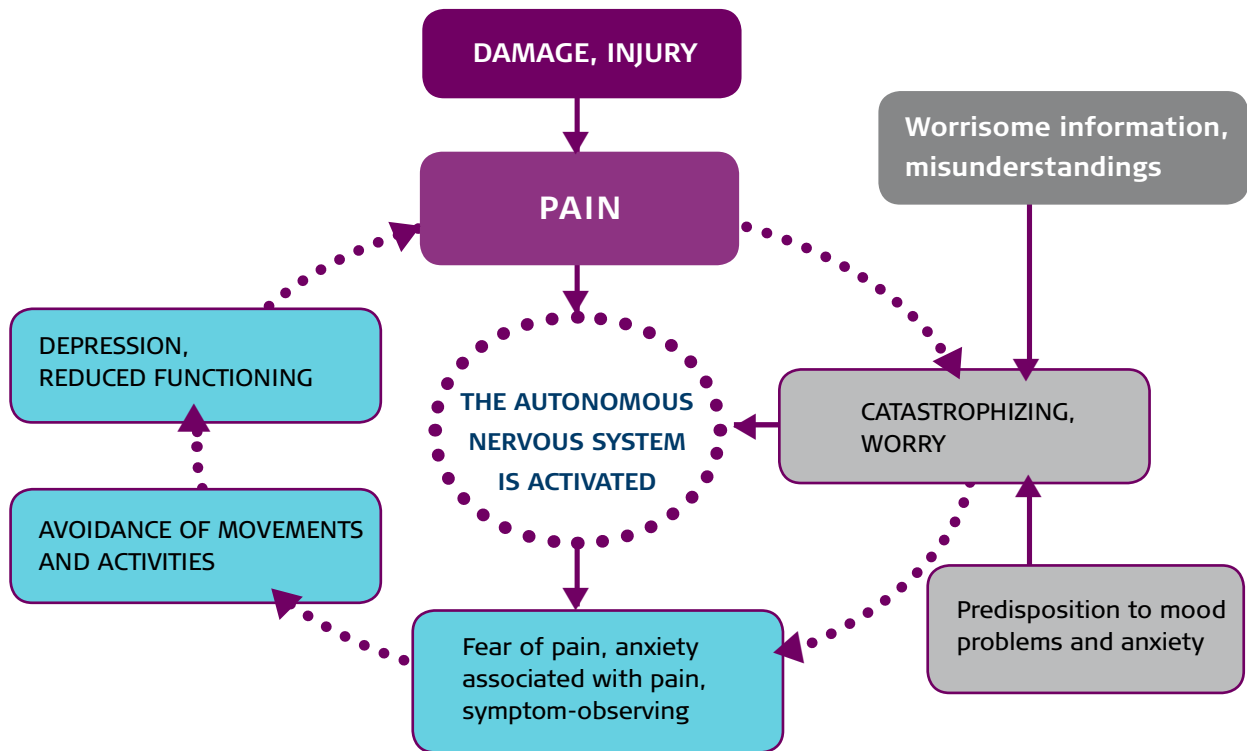 DAMAGE, INJURY
Worrisome information,
misunderstandings
PAIN
DEPRESSION,
REDUCED FUNCTIONING
THE AUTONOMOUS
NERVOUS SYSTEM
IS ACTIVATED
CATASTROPHIZING,
WORRY
AVOIDANCE OF MOVEMENTS
AND ACTIVITIES
Fear of pain, anxiety
associated with pain,
symptom-observing
Predisposition to mood
problems and anxiety